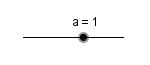 a = 1